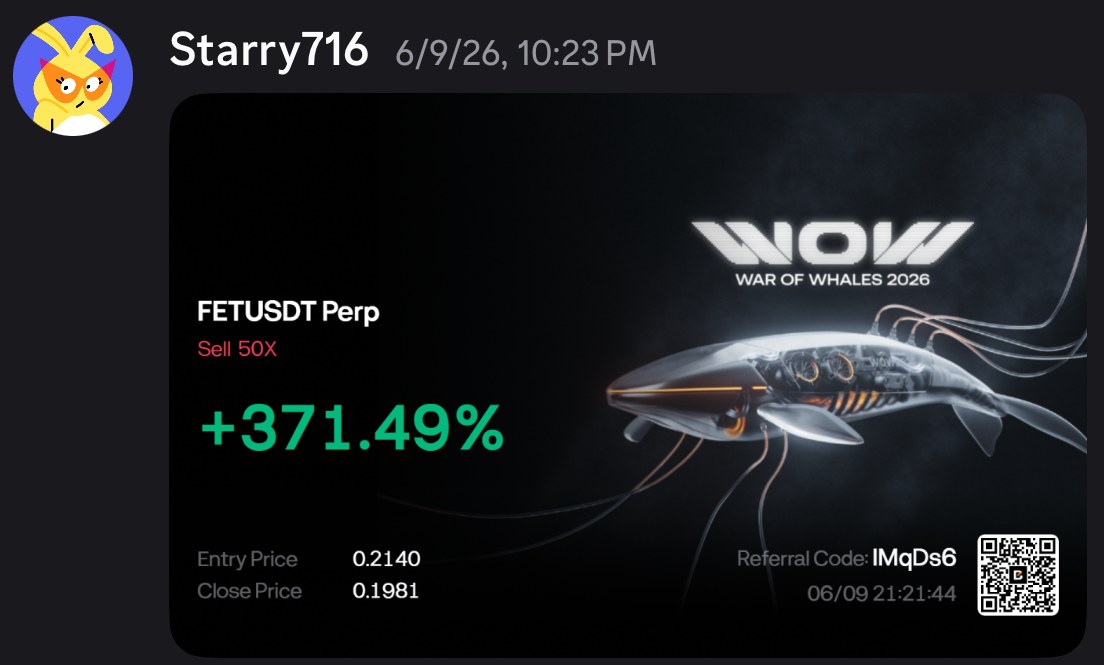 Starry716 6/9/26, 10:23 PM
WOW
WAR OF WHALES 2026
FETUSDT Perp
Sell 50X
+371.49%
Entry Price 0.2140
Close Price 0.1981
Referral Code: IMqDs6
06/09 21:21:44